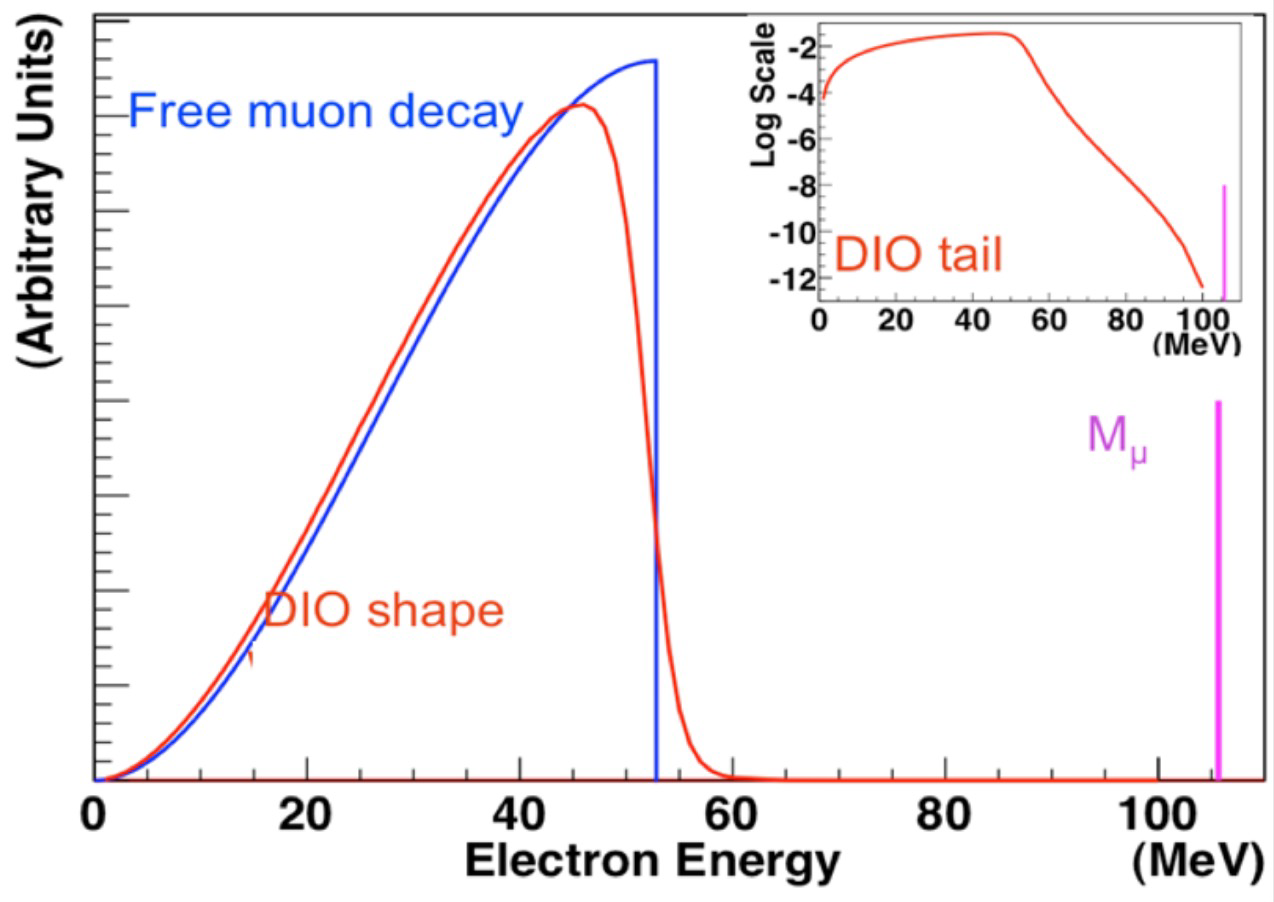 (Arbitrary Units)
Free muon decay
DIO shape
Mμ
0 20 40 60 80 100
Electron Energy (MeV)
Log Scale
-2
-4
-6
-8
-10
-12
DIO tail
0 20 40 60 80 100
(MeV)